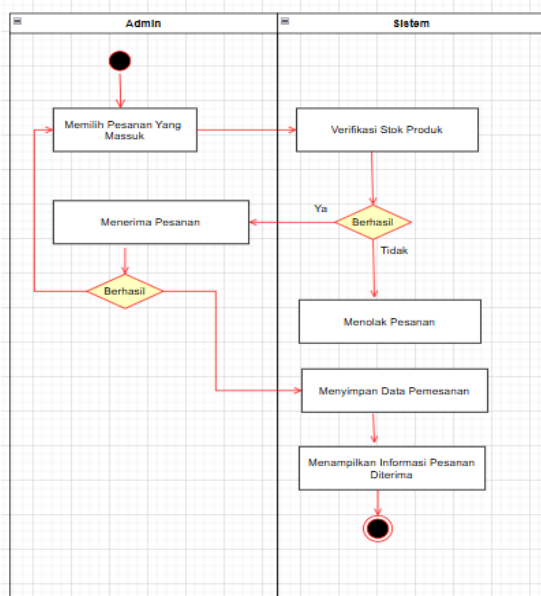 Admin
Sistem
Memilih Pesanan Yang
Massuk
Verifikasi Stok Produk
Ya
Menerima Pesanan
Berhasil
Tidak
Berhasil
Menolak Pesanan
Menyimpan Data Pemesanan
Menampilkan Informasi Pesanan
Diterima